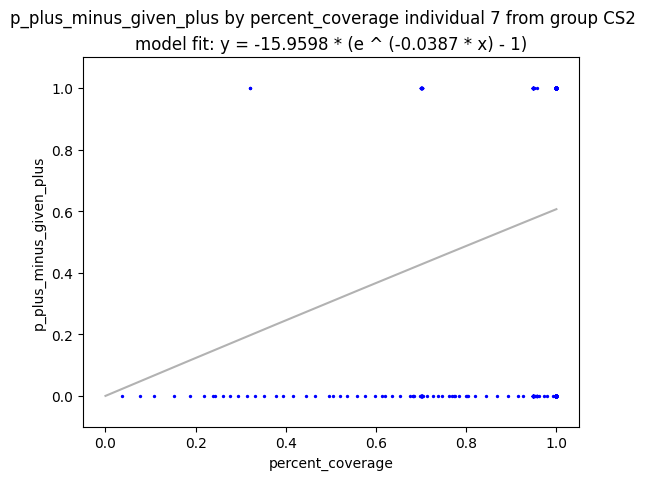 p_plus_minus_given_plus by percent_coverage individual 7 from group CS2
model fit: y = -15.9598 * (e ^ (-0.0387 * x) - 1)
1.0
0.8
0.6
0.4
0.2
0.0
p_plus_minus_given_plus
0.0 0.2 0.4 0.6 0.8 1.0
percent_coverage